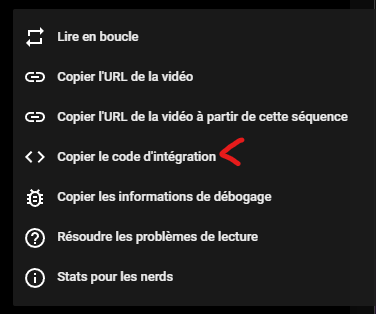 Lire en boucle
Copier l'URL de la vidéo
Copier l'URL de la vidéo à partir de cette séquence
Copier le code d'intégration
Copier les informations de débogage
Résoudre les problèmes de lecture
Stats pour les nerds